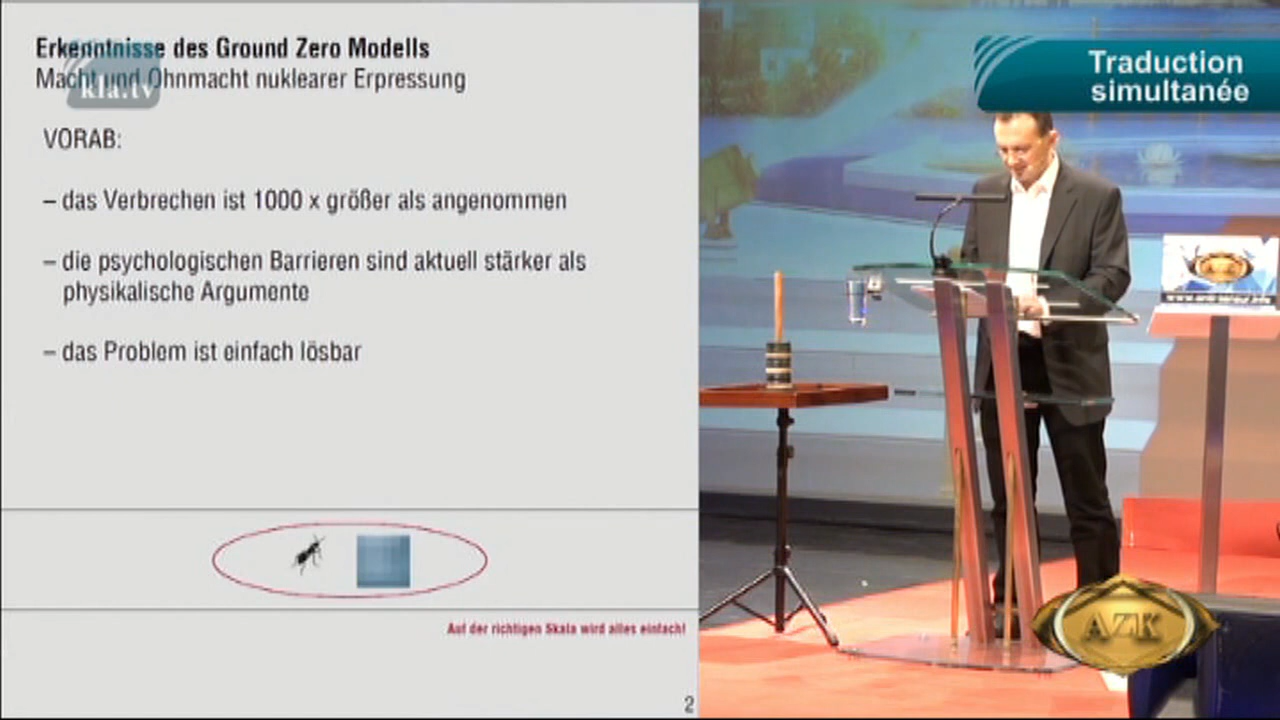 Erkenntnisse des Ground Zero Modells
Macht und Ohnmacht nuklearer Erpressung
kla.tv
VORAB:
– das Verbrechen ist 1000 x größer als angenommen
– die psychologischen Barrieren sind aktuell stärker als
physikalische Argumente
– das Problem ist einfach lösbar
Auf der richtigen Skala wird alles einfach!
2
Traduction
simultanée
AZK